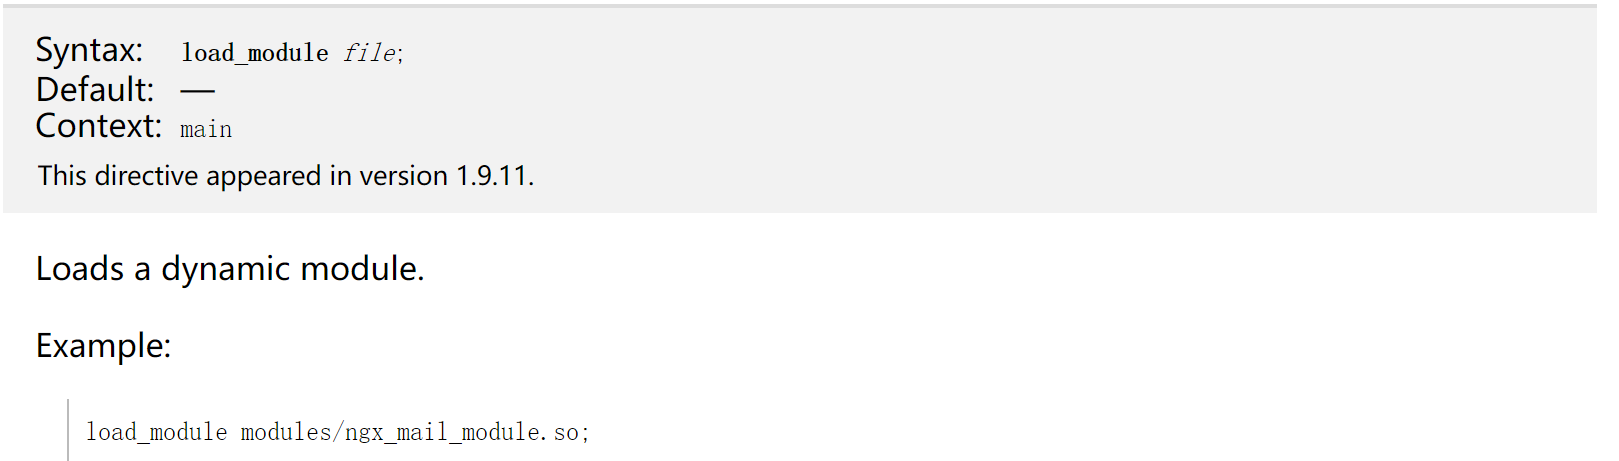 Syntax: load_module file;
Default: —
Context: main
This directive appeared in version 1.9.11.
Loads a dynamic module.
Example:
load_module modules/ngx_mail_module.so;